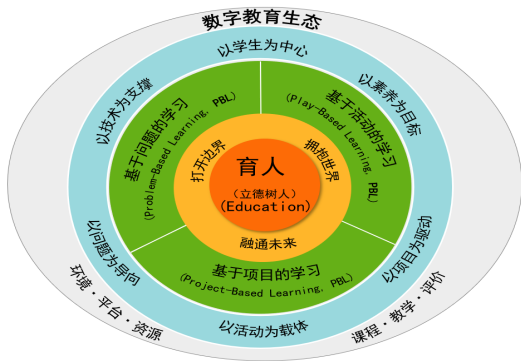 数字教育生态
以学生为中心
以技术为支撑
以素养为目标
基于问题的学习
(Problem-Based Learning, PBL)
基于活动的学习
(Play-Based Learning, PBL)
打开边界
拥抱世界
育人
(立德树人)
(Education)
融通未来
基于项目的学习
(Project-Based Learning, PBL)
以问题为导向
以项目为驱动
以活动为载体
环境·平台·资源
课程·教学·评价